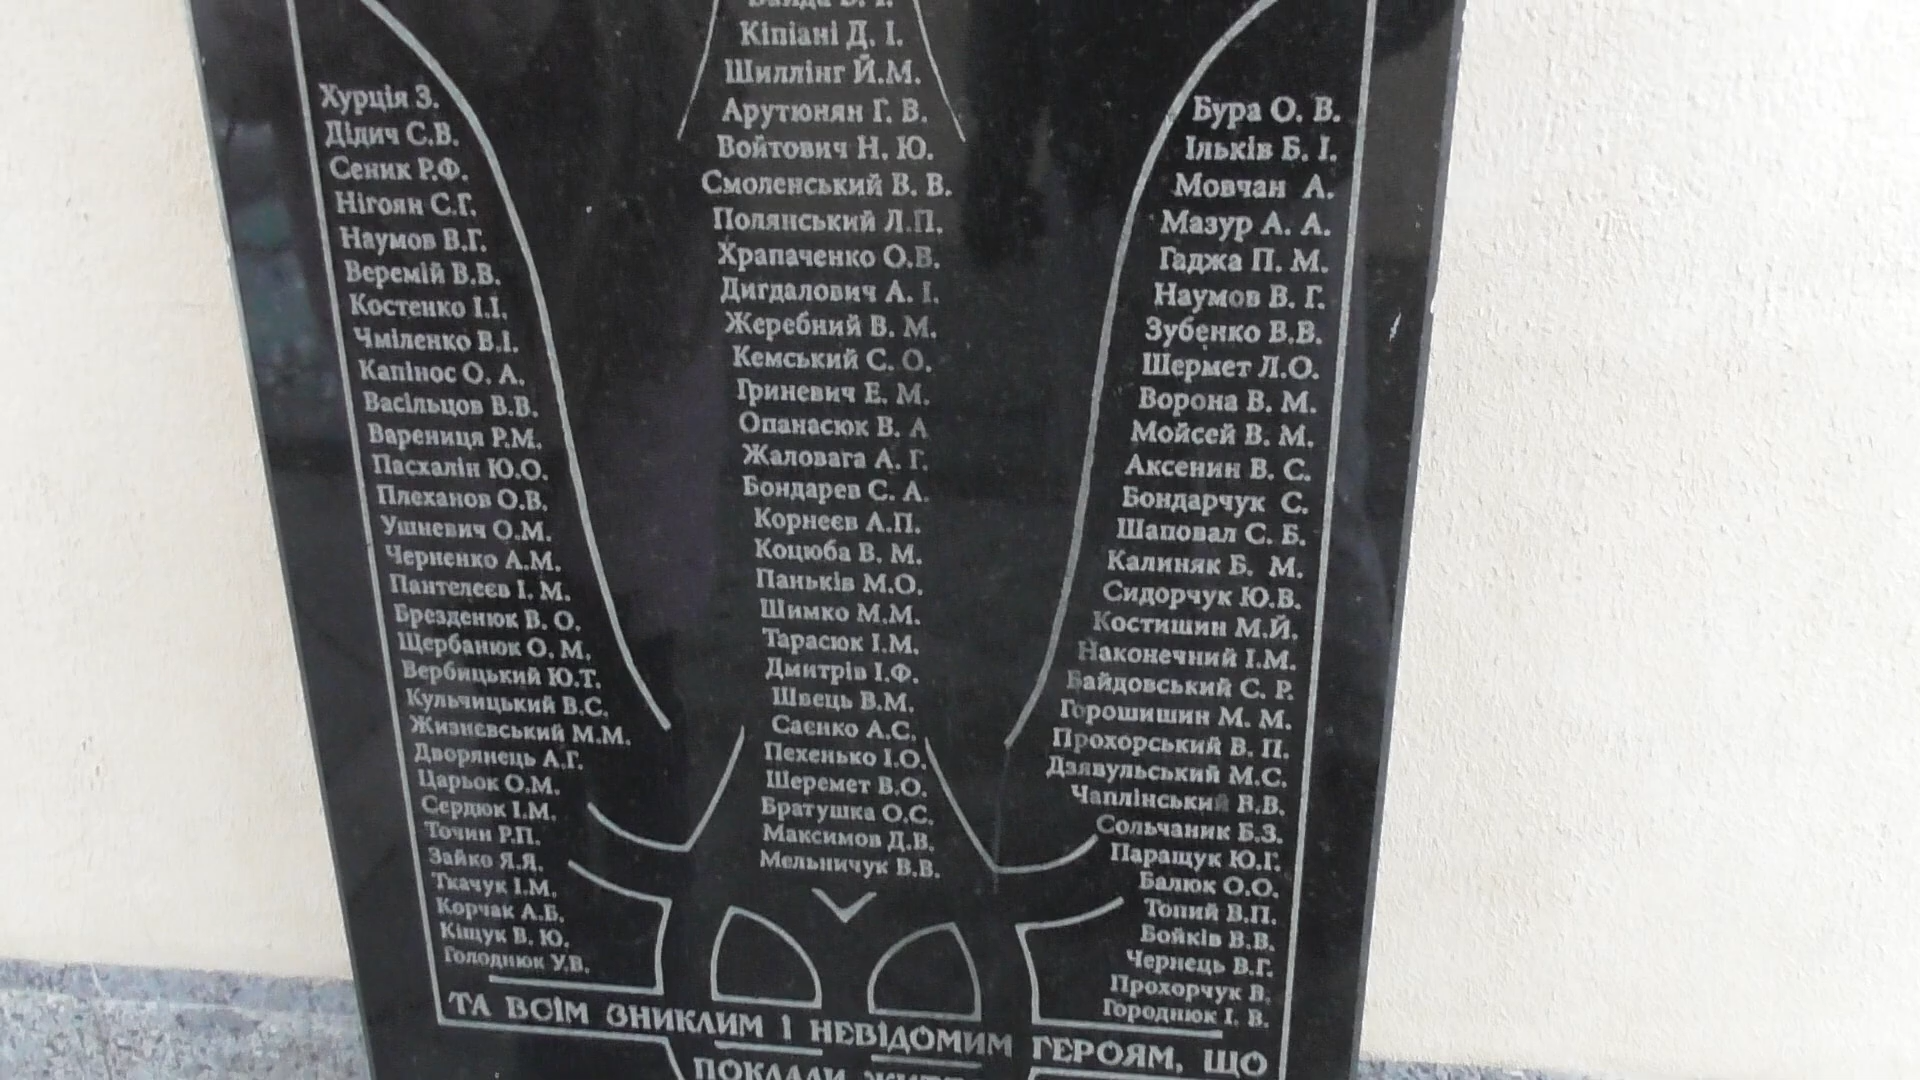 Хурція З.
Дідич С.В.
Сеник Р.Ф.
Нігоян С.Г.
Наумов В.Г.
Веремій В.В.
Костенко І.І.
Чміленко В.І.
Капінос О. А.
Васільцов В.В.
Варениця Р.М.
Пасхалін Ю.О.
Плеханов О.В.
Ушневич О.М.
Черненко А.М.
Пантелеєв І. М.
Брезденюк В. О.
Щербанюк О. М.
Вербицький Ю.Т.
Кульчицький В.С.
Жизневський М.М.
Дворянець А.Г.
Царьок О.М.
Сердюк І.М.
Точин Р.П.
Зайко Я.Я.
Ткачук І.М.
Корчак А.Б.
Кіщук В. Ю.
Голоднюк У.В.
Кіпіані Д. І.
Шиллінг Й.М.
Арутюнян Г. В.
Войтович Н. Ю.
Смоленський В. В.
Полянський Л.П.
Храпаченко О.В.
Дигдалович А. І.
Жеребний В. М.
Кемський С. О.
Гриневич Е. М.
Опанасюк В. А
Жаловага А. Г.
Бондарев С. А.
Корнеєв А.П.
Коцюба В. М.
Паньків М.О.
Шимко М.М.
Тарасюк І.М.
Дмитрів І.Ф.
Швець В.М.
Саєнко А.С.
Пехенько І.О.
Шеремет В.О.
Братушка О.С.
Максимов Д.В.
Мельничук В.В.
Бура О. В.
Ільків Б. І.
Мовчан А.
Мазур А. А.
Гаджа П. М.
Наумов В. Г.
Зубенко В.В.
Шермет Л.О.
Ворона В. М.
Мойсей В. М.
Аксенин В. С.
Бондарчук С.
Шаповал С. Б.
Калиняк Б. М.
Сидорчук Ю.В.
Костишин М.Й.
Наконечний І.М.
Байдовський С. Р.
Горошишин М. М.
Прохорський В. П.
Дзявульський М.С.
Чаплінський В.В.
Сольчаник Б.З.
Паращук Ю.Г.
Балюк О.О.
Топий В.П.
Бойків В.В.
Чернець В.Г.
Прохорчук В.
Городнюк І. В.
ТА ВСІМ ЗНИКЛИМ І НЕВІДОМИМ ГЕРОЯМ, ЩО
ПОКЛАЛИ